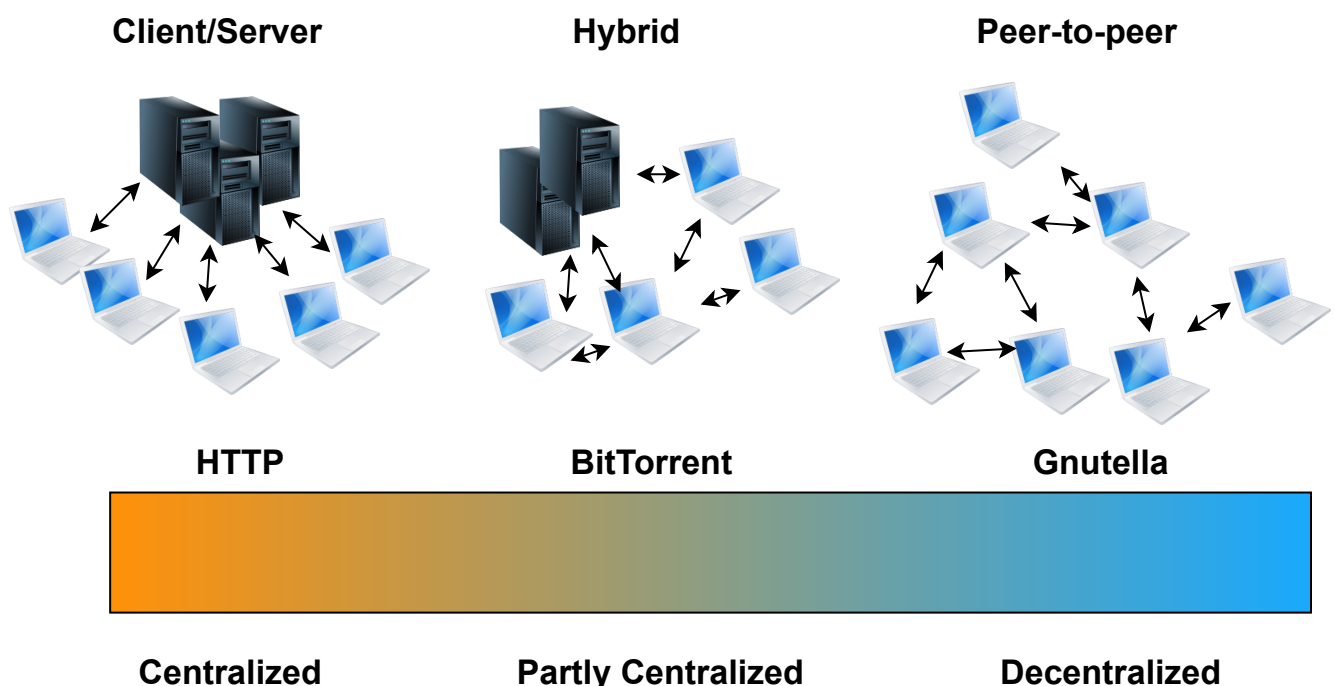 Client/Server
Hybrid
Peer-to-peer
HTTP
BitTorrent
Gnutella
Centralized
Partly Centralized
Decentralized